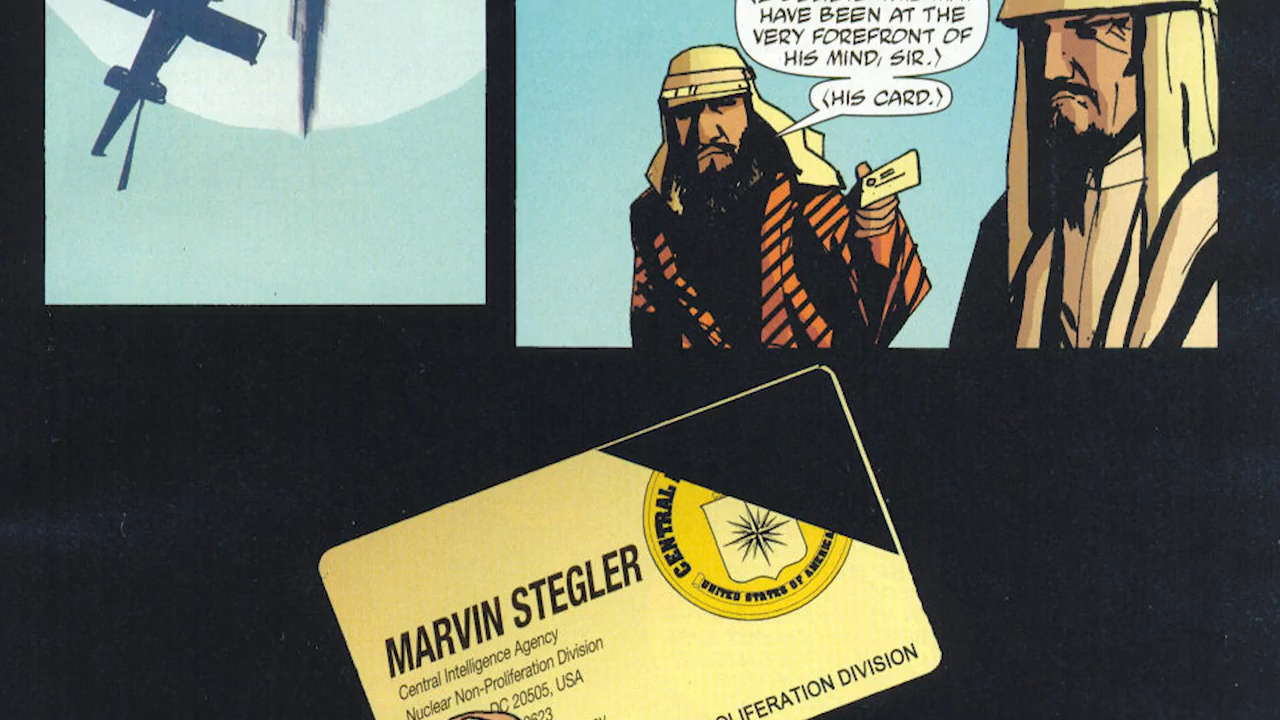 HAVE BEEN AT THE
VERY FOREFRONT OF
HIS MIND, SIR.〉
〈HIS CARD.〉
CENTRAL
UNITED STATES OF AMERICA
MARVIN STEGLER
Central Intelligence Agency
Nuclear Non-Proliferation Division
DC 20505, USA
OLIFERATION DIVISION